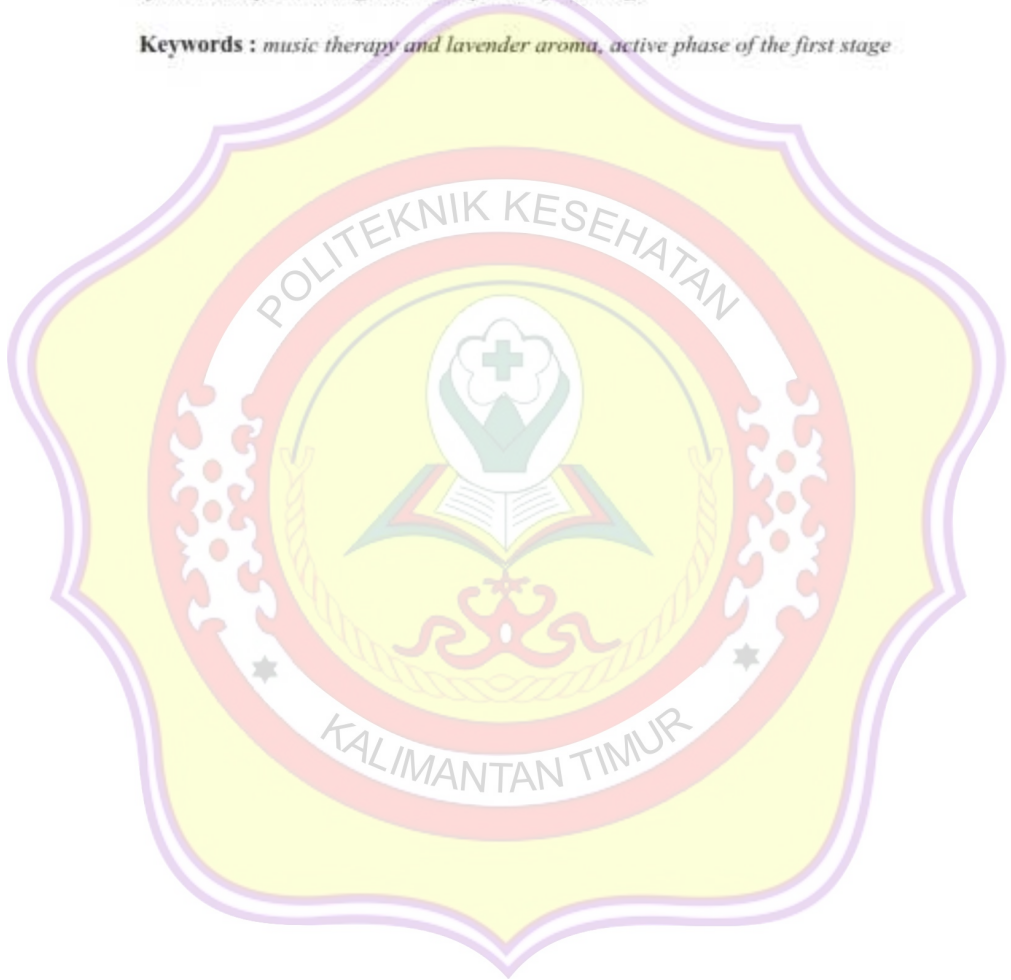 Keywords : music therapy and lavender aroma, active phase of the first stage
POLITEKNIK KESEHATAN
KALIMANTAN TIMUR